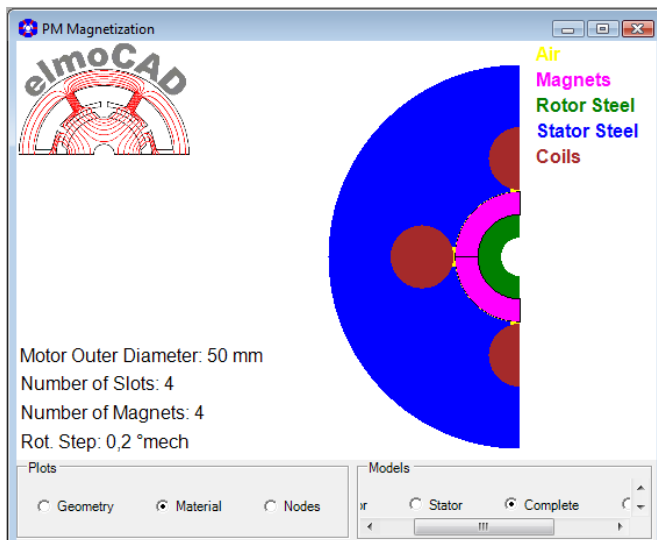 PM Magnetization
elmoCAD
Air
Magnets
Rotor Steel
Stator Steel
Coils
Motor Outer Diameter: 50 mm
Number of Slots: 4
Number of Magnets: 4
Rot. Step: 0,2 °mech
Plots
Geometry
Material
Nodes
Models
Stator
Complete